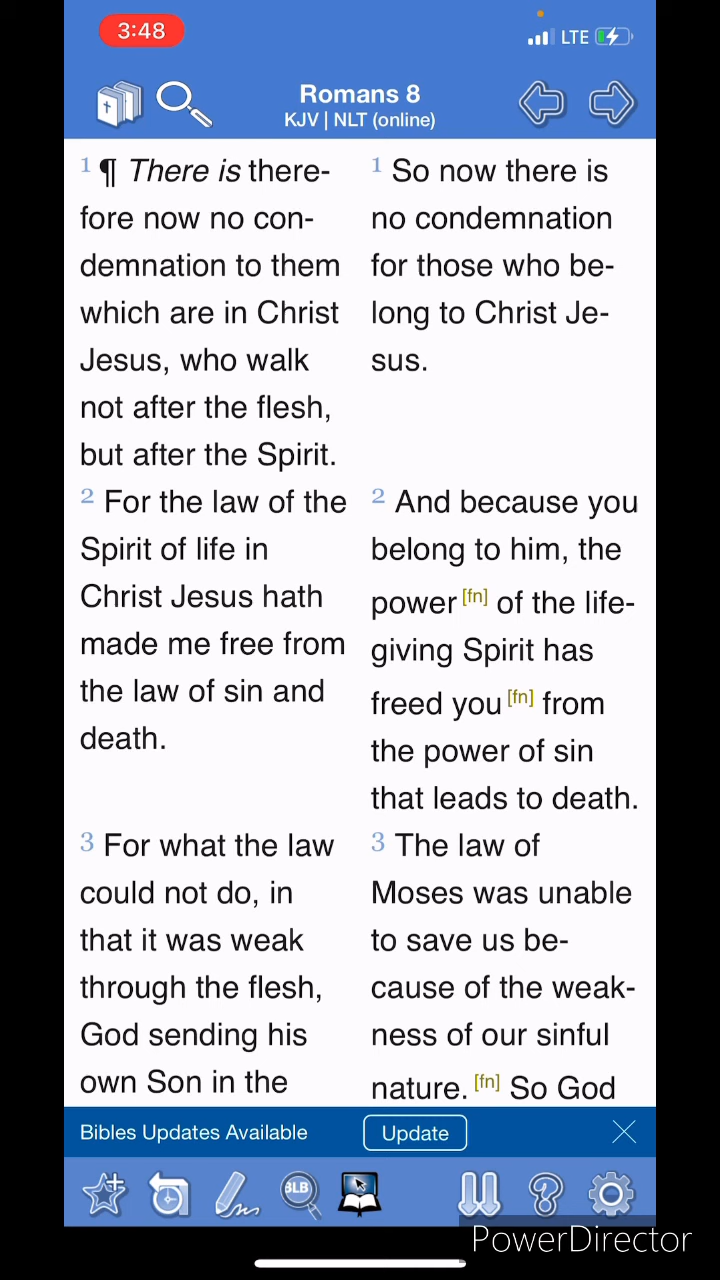 3:48
LTE
Romans 8
KJV | NLT (online)
1 ¶ There is there-
fore now no con-
demnation to them
which are in Christ
Jesus, who walk
not after the flesh,
but after the Spirit.
2 For the law of the
Spirit of life in
Christ Jesus hath
made me free from
the law of sin and
death.
3 For what the law
could not do, in
that it was weak
through the flesh,
God sending his
own Son in the
1 So now there is
no condemnation
for those who be-
long to Christ Je-
sus.
2 And because you
belong to him, the
power [fn] of the life-
giving Spirit has
freed you [fn] from
the power of sin
that leads to death.
3 The law of
Moses was unable
to save us be-
cause of the weak-
ness of our sinful
nature. [fn] So God
Bibles Updates Available
Update
BLB
PowerDirector